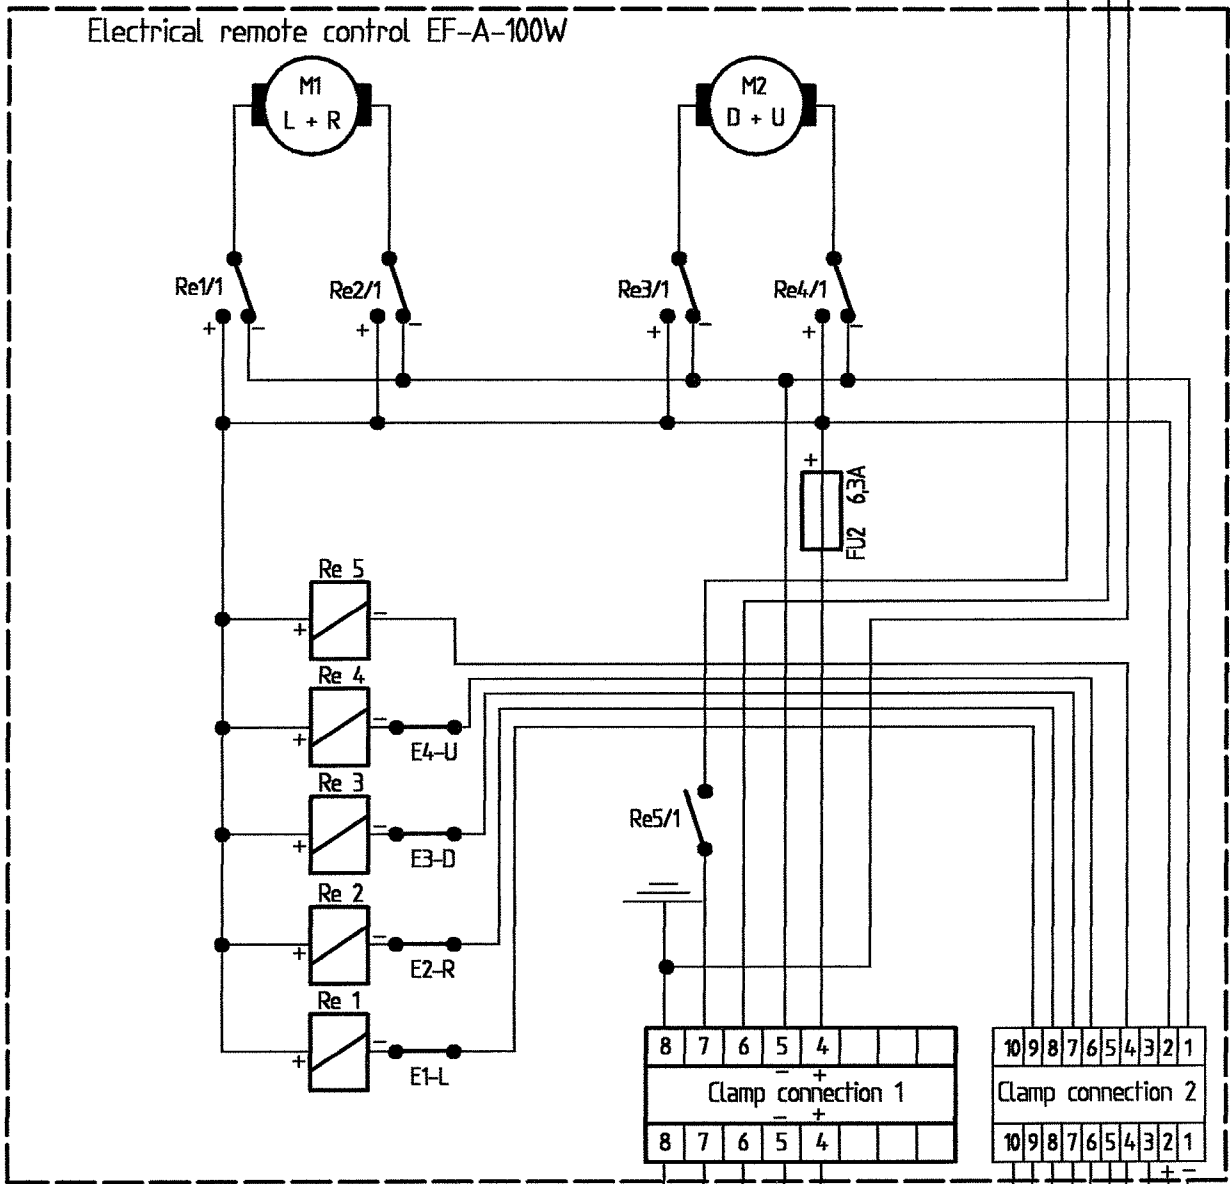 Electrical remote control EF-A-100W
M1
L + R
M2
D + U
Re1/1
+
-
Re2/1
+
-
Re3/1
+
-
Re4/1
+
-
+
FU2 6,3A
Re 5
+
-
Re 4
+
-
E4-U
Re 3
+
-
E3-D
Re5/1
Re 2
+
-
E2-R
Re 1
+
-
E1-L
8 7 6 5 4
- +
Clamp connection 1
- +
8 7 6 5 4
10 9 8 7 6 5 4 3 2 1
Clamp connection 2
10 9 8 7 6 5 4 3 2 1
+ -